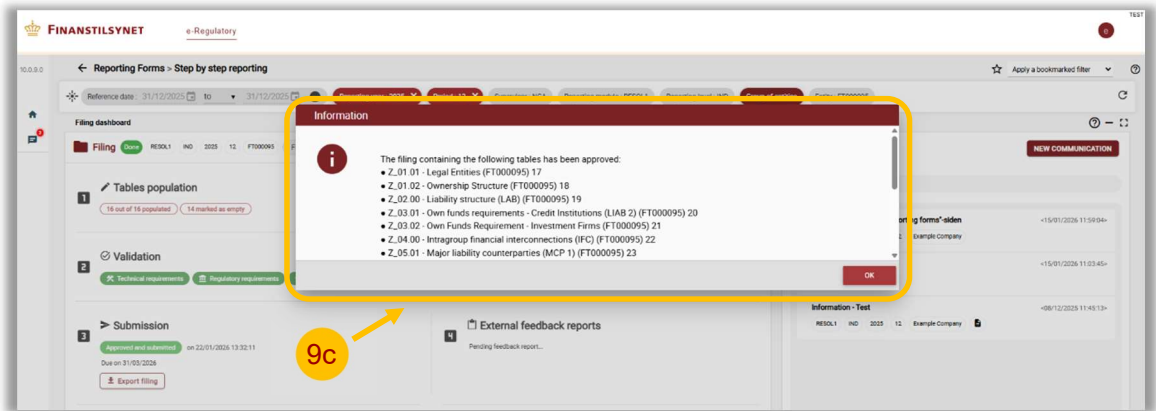 TEST
FINANSTILSYNET
e-Regulatory
e
10.0.9.0
← Reporting Forms > Step by step reporting
Apply a bookmarked filter
Reference date: 31/12/2025 to 31/12/2025
Filing dashboard
Filing Done RESOL1 IND 2025 12 FT000095
NEW COMMUNICATION
Information
The filing containing the following tables has been approved:
● Z_01.01 - Legal Entities (FT000095) 17
● Z_01.02 - Ownership Structure (FT000095) 18
● Z_02.00 - Liability structure (LAB) (FT000095) 19
● Z_03.01 - Own funds requirements - Credit Institutions (LIAB 2) (FT000095) 20
● Z_03.02 - Own Funds Requirement - Investment Firms (FT000095) 21
● Z_04.00 - Intragroup financial interconnections (IFC) (FT000095) 22
● Z_05.01 - Major liability counterparties (MCP 1) (FT000095) 23
OK
1
Tables population
16 out of 16 populated 14 marked as empty
2
Validation
Technical requirements Regulatory requirements
3
Submission
Approved and submitted on 22/01/2026 13:32:11
Due on 31/03/2026
Export filing
4
External feedback reports
Pending feedback report...
forms"-siden <15/01/2026 11:59:04>
Example Company
<15/01/2026 11:03:45>
Information - Test <08/12/2025 11:45:13>
RESOL1 IND 2025 12 Example Company
9c